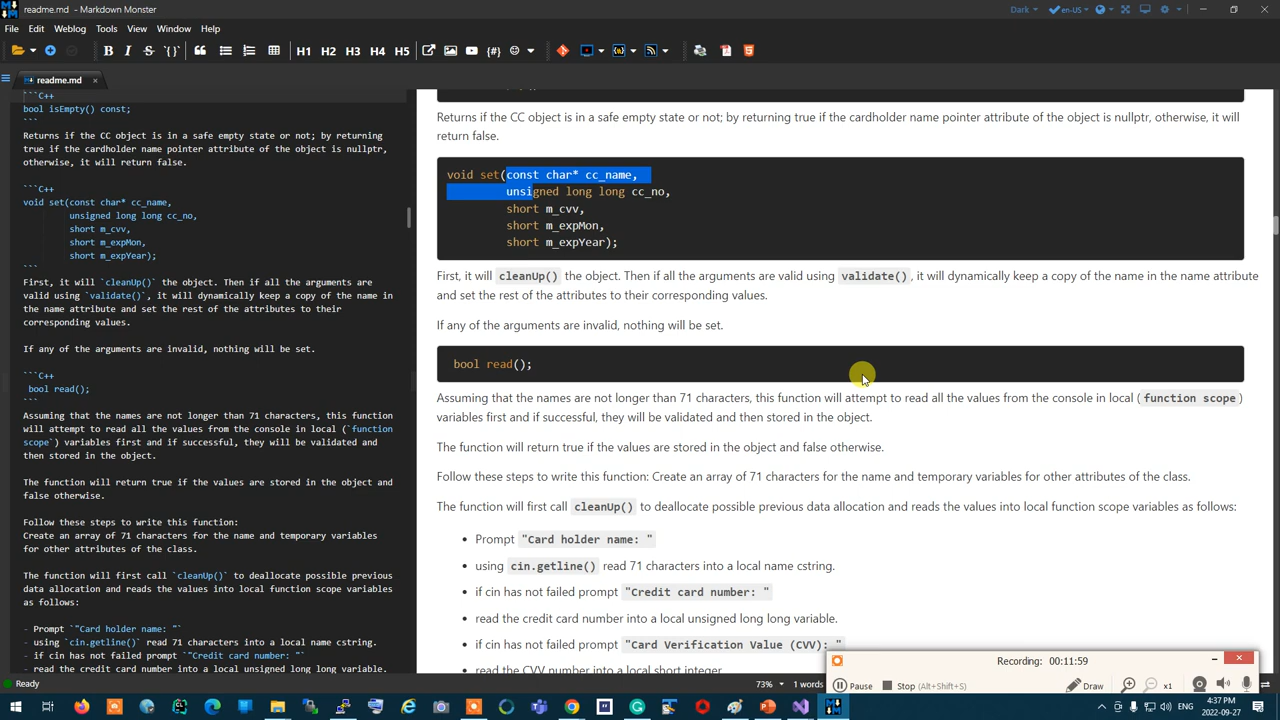 readme.md - Markdown Monster
Dark
en-US
File Edit Weblog Tools View Window Help
B I S H1 H2 H3 H4 H5
readme.md ×
```C++
bool isEmpty() const;
```
Returns if the CC object is in a safe empty state or not; by returning
true if the cardholder name pointer attribute of the object is nullptr,
otherwise, it will return false.
```C++
void set(const char* cc_name,
unsigned long long cc_no,
short m_cvv,
short m_expMon,
short m_expYear);
```
First, it will `cleanUp()` the object. Then if all the arguments are
valid using `validate()`, it will dynamically keep a copy of the name in
the name attribute and set the rest of the attributes to their
corresponding values.
If any of the arguments are invalid, nothing will be set.
```C++
bool read();
```
Assuming that the names are not longer than 71 characters, this function
will attempt to read all the values from the console in local (`function
scope`) variables first and if successful, they will be validated and
then stored in the object.
The function will return true if the values are stored in the object and
false otherwise.
Follow these steps to write this function:
Create an array of 71 characters for the name and temporary variables
for other attributes of the class.
The function will first call `cleanUp()` to deallocate possible previous
data allocation and reads the values into local function scope variables
as follows:
- Prompt `"Card holder name: "`
- using `cin.getline()` read 71 characters into a local name cstring.
- if cin has not failed prompt `"Credit card number: "`
- read the credit card number into a local unsigned long long variable.
Returns if the CC object is in a safe empty state or not; by returning true if the cardholder name pointer attribute of the object is nullptr, otherwise, it will
return false.
void set(const char* cc_name,
unsigned long long cc_no,
short m_cvv,
short m_expMon,
short m_expYear);
First, it will cleanUp() the object. Then if all the arguments are valid using validate(), it will dynamically keep a copy of the name in the name attribute
and set the rest of the attributes to their corresponding values.
If any of the arguments are invalid, nothing will be set.
bool read();
Assuming that the names are not longer than 71 characters, this function will attempt to read all the values from the console in local (function scope)
variables first and if successful, they will be validated and then stored in the object.
The function will return true if the values are stored in the object and false otherwise.
Follow these steps to write this function: Create an array of 71 characters for the name and temporary variables for other attributes of the class.
The function will first call cleanUp() to deallocate possible previous data allocation and reads the values into local function scope variables as follows:
• Prompt "Card holder name: "
• using cin.getline() read 71 characters into a local name cstring.
• if cin has not failed prompt "Credit card number: "
• read the credit card number into a local unsigned long long variable.
• if cin has not failed prompt "Card Verification Value (CVV): "
• read the CVV number into a local short integer
Recording: 00:11:59
Pause Stop (Alt+Shift+S) Draw x1
Ready
73% 1 words
ENG
4:37 PM
2022-09-27